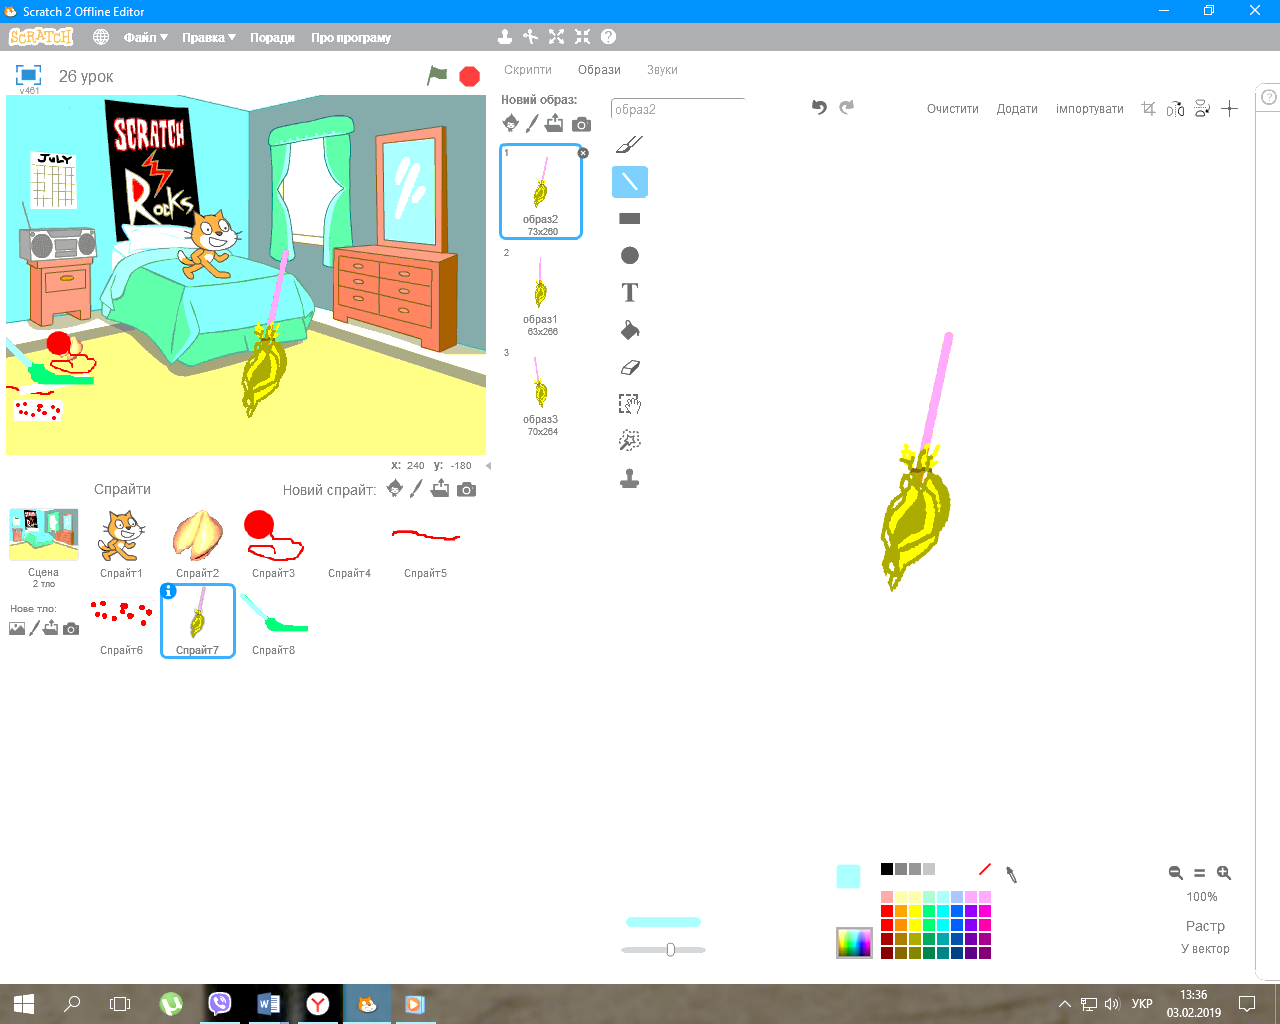 Scratch 2 Offline Editor
SCRATCH
Файл
Правка
Поради
Про програму
v461
26 урок
Скрипти
Образи
Звуки
Новий образ:
образ2
Очистити
Додати
імпортувати
SCRATCH
Rocks
JULY
1
образ2
73x260
2
образ1
63x266
3
образ3
70x264
T
x: 240 y: -180
Спрайти
Новий спрайт:
Сцена
2 тло
Спрайт1
Спрайт2
Спрайт3
Спрайт4
Спрайт5
Нове тло:
Спрайт6
Спрайт7
Спрайт8
100%
Растр
У вектор
УКР
13:36
03.02.2019